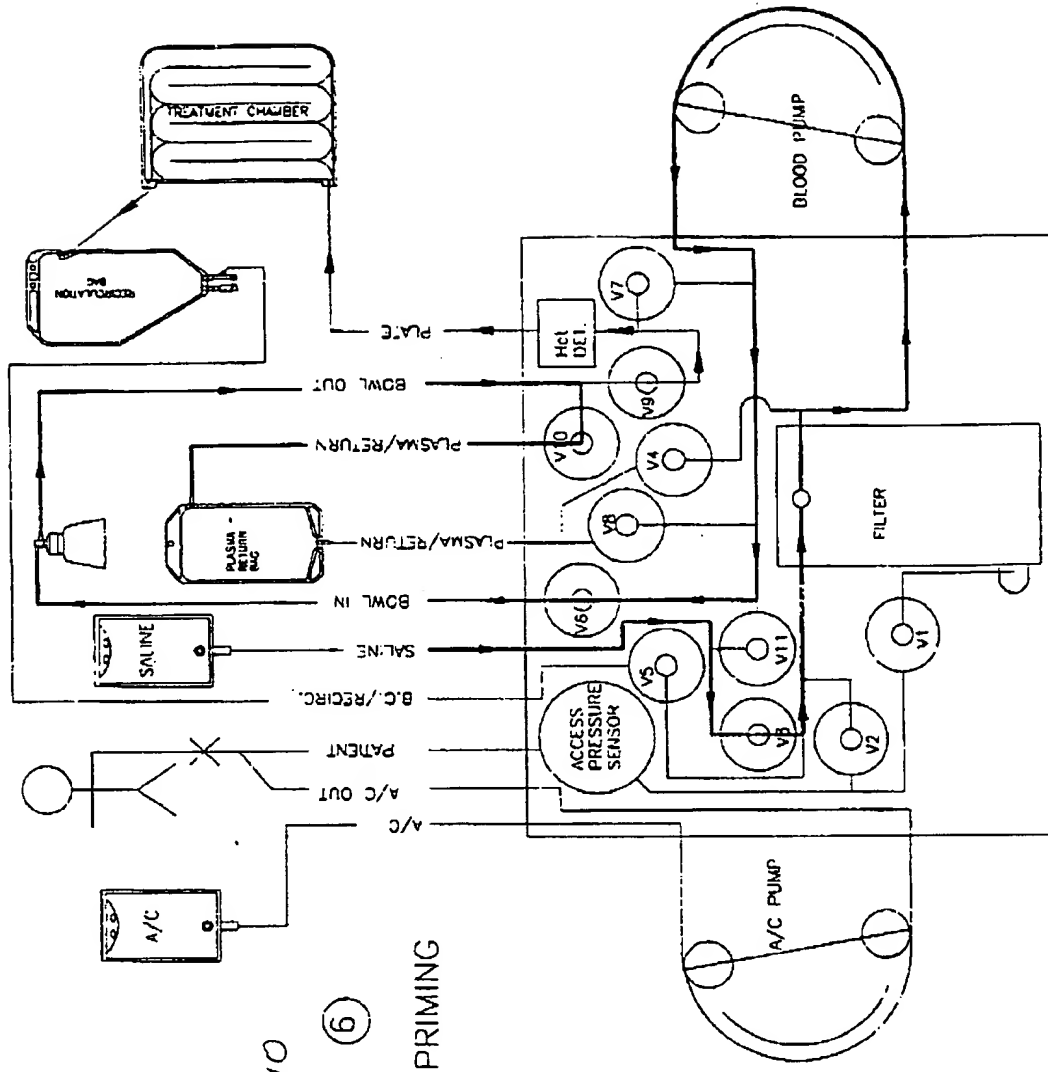 TREATMENT CHAMBER
RECIRCULATION
BAG
PLATE
BOWL OUT
PLASMA/RETURN
PLASMA
RETURN
BAG
PLASMA/RETURN
BOWL IN
SALINE
SALINE
B.C./RECIRC.
PATIENT
A/C OUT
A/C
A/C
6
PRIMING
Hct
DET.
V7
V9
V10
V4
V8
V6
V5
V11
V3
V2
V1
ACCESS
PRESSURE
SENSOR
FILTER
BLOOD PUMP
A/C PUMP